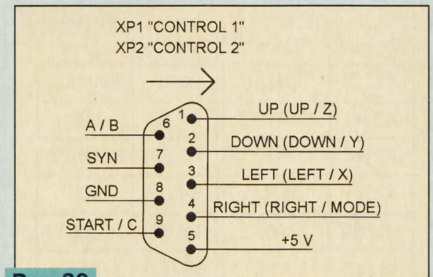 XP1 "CONTROL 1"
XP2 "CONTROL 2"
1 UP (UP / Z)
A / B 6
2 DOWN (DOWN / Y)
SYN 7
3 LEFT (LEFT / X)
GND 8
4 RIGHT (RIGHT / MODE)
START / C 9
5 +5 V